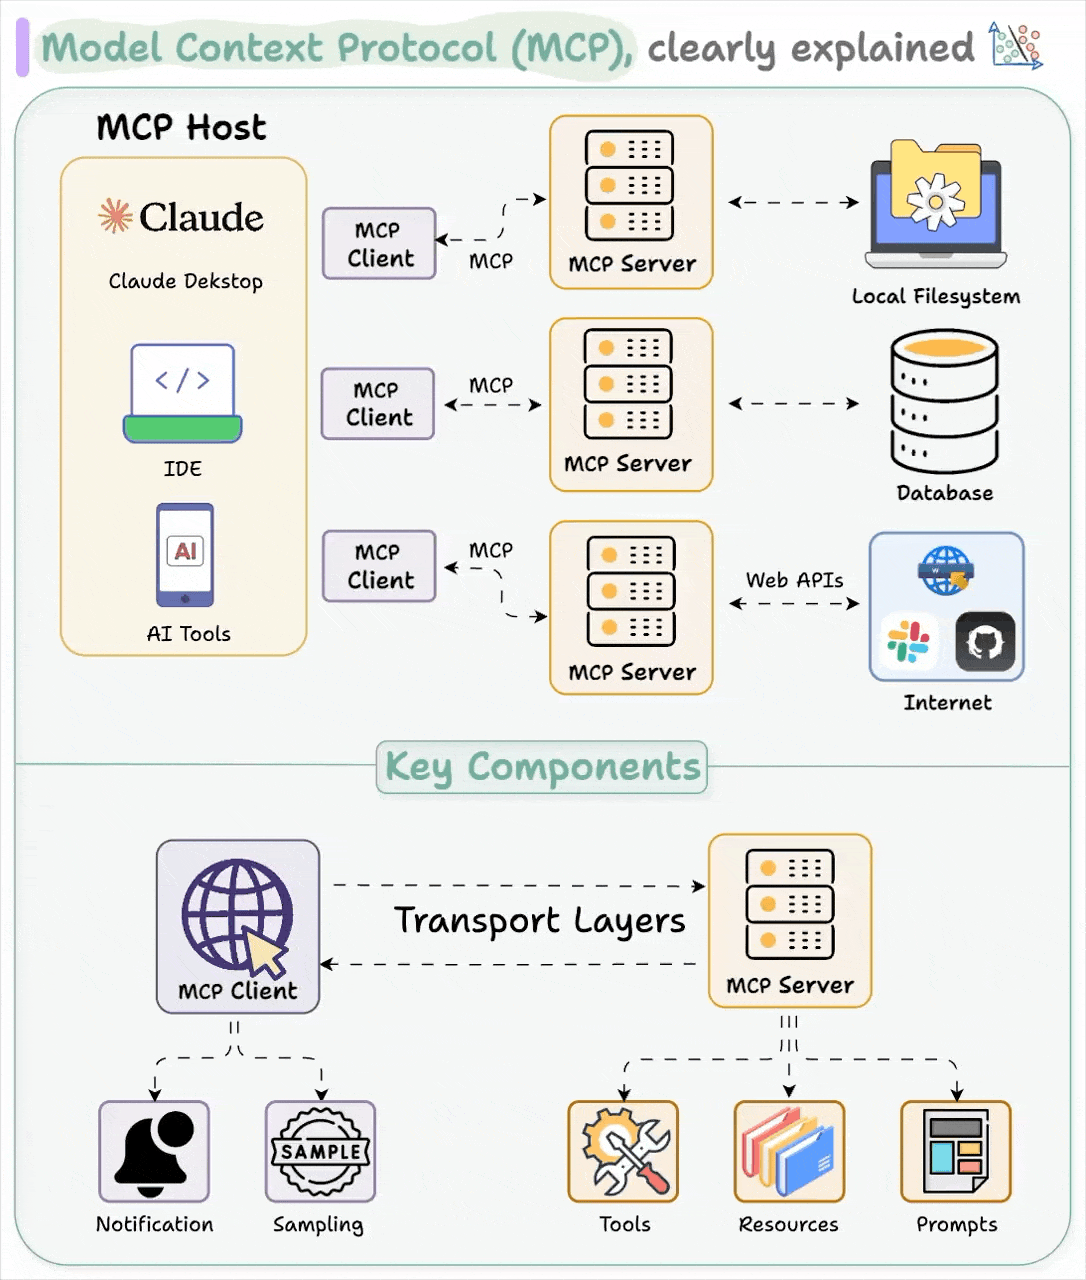 Model Context Protocol (MCP), clearly explained
MCP Host
Claude
Claude Dekstop
</>
IDE
AI
AI Tools
MCP
Client
MCP
MCP Server
Local Filesystem
MCP
Client
MCP
MCP Server
Database
MCP
Client
MCP
MCP Server
Web APIs
W
Internet
Key Components
MCP Client
Transport Layers
MCP Server
Notification
SAMPLE
Sampling
Tools
Resources
Prompts